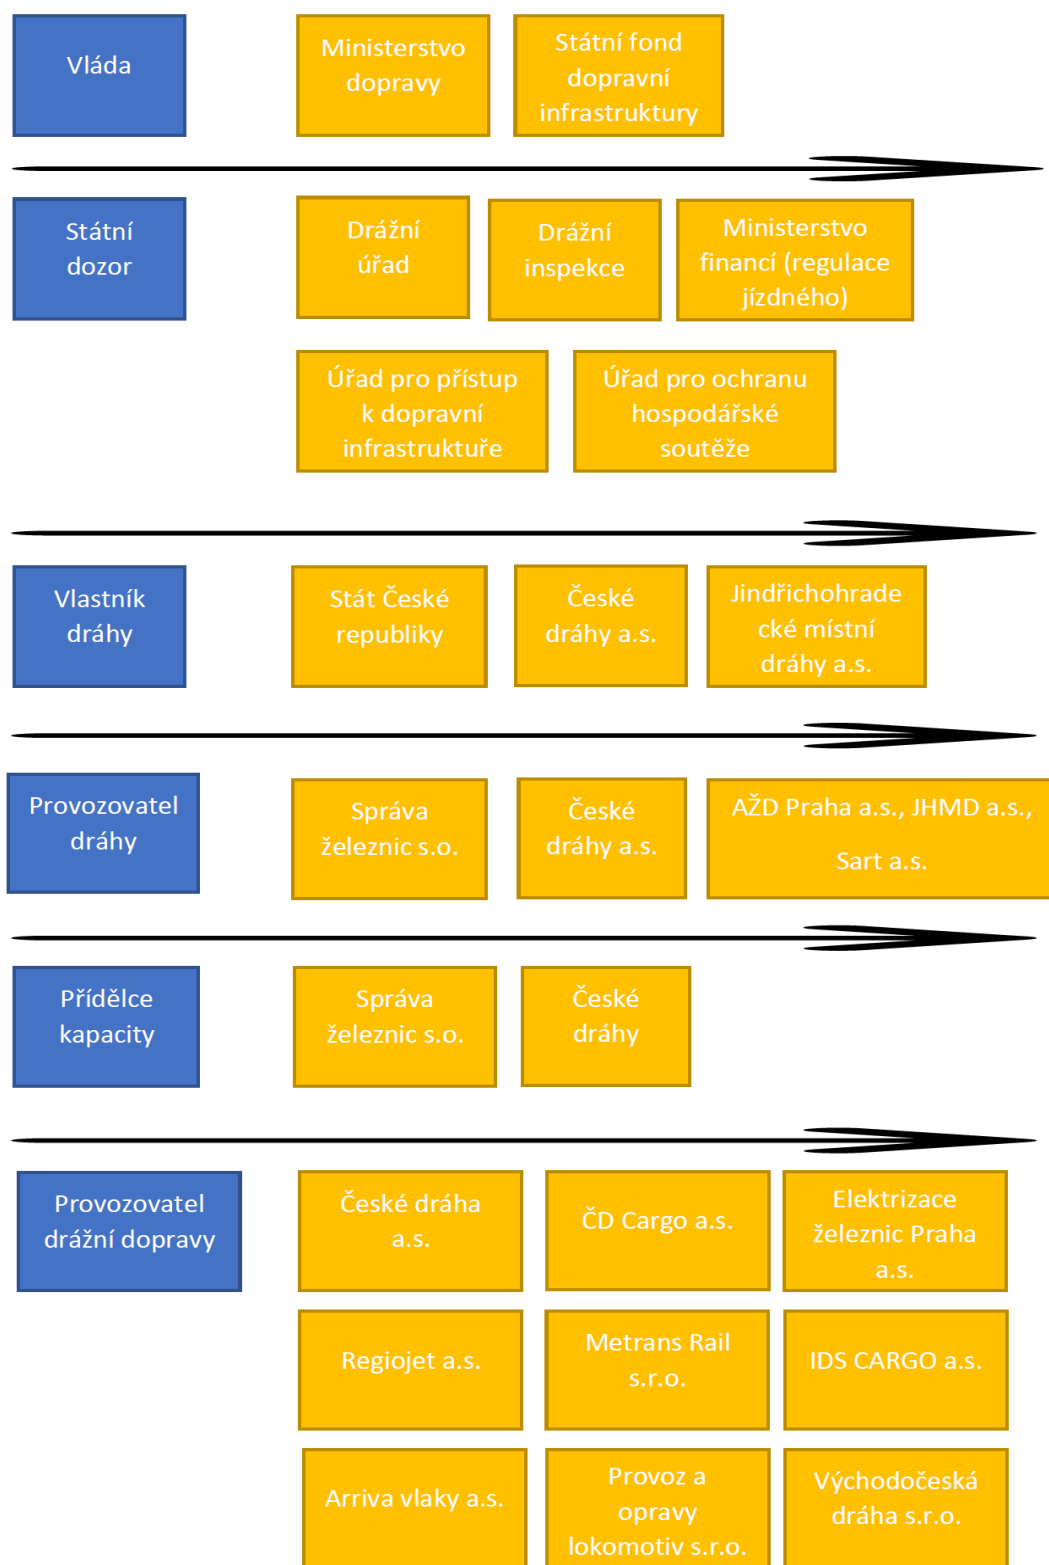 Vláda
Ministerstvo
dopravy
Státní fond
dopravní
infrastruktury
Státní
dozor
Drážní
úřad
Drážní
inspekce
Ministerstvo
financí (regulace
jízdného)
Úřad pro přístup
k dopravní
infrastruktuře
Úřad pro ochranu
hospodářské
soutěže
Vlastník
dráhy
Stát České
republiky
České
dráhy a.s.
Jindřichohrade
cké místní
dráhy a.s.
Provozovatel
dráhy
Správa
železnic s.o.
České
dráhy a.s.
AŽD Praha a.s., JHMD a.s.,
Sart a.s.
Přídělce
kapacity
Správa
železnic s.o.
České
dráhy
Provozovatel
drážní dopravy
České dráha
a.s.
ČD Cargo a.s.
Elektrizace
železnic Praha
a.s.
Regiojet a.s.
Metrans Rail
s.r.o.
IDS CARGO a.s.
Arriva vlaky a.s.
Provoz a
opravy
lokomotiv s.r.o.
Východočeská
dráha s.r.o.